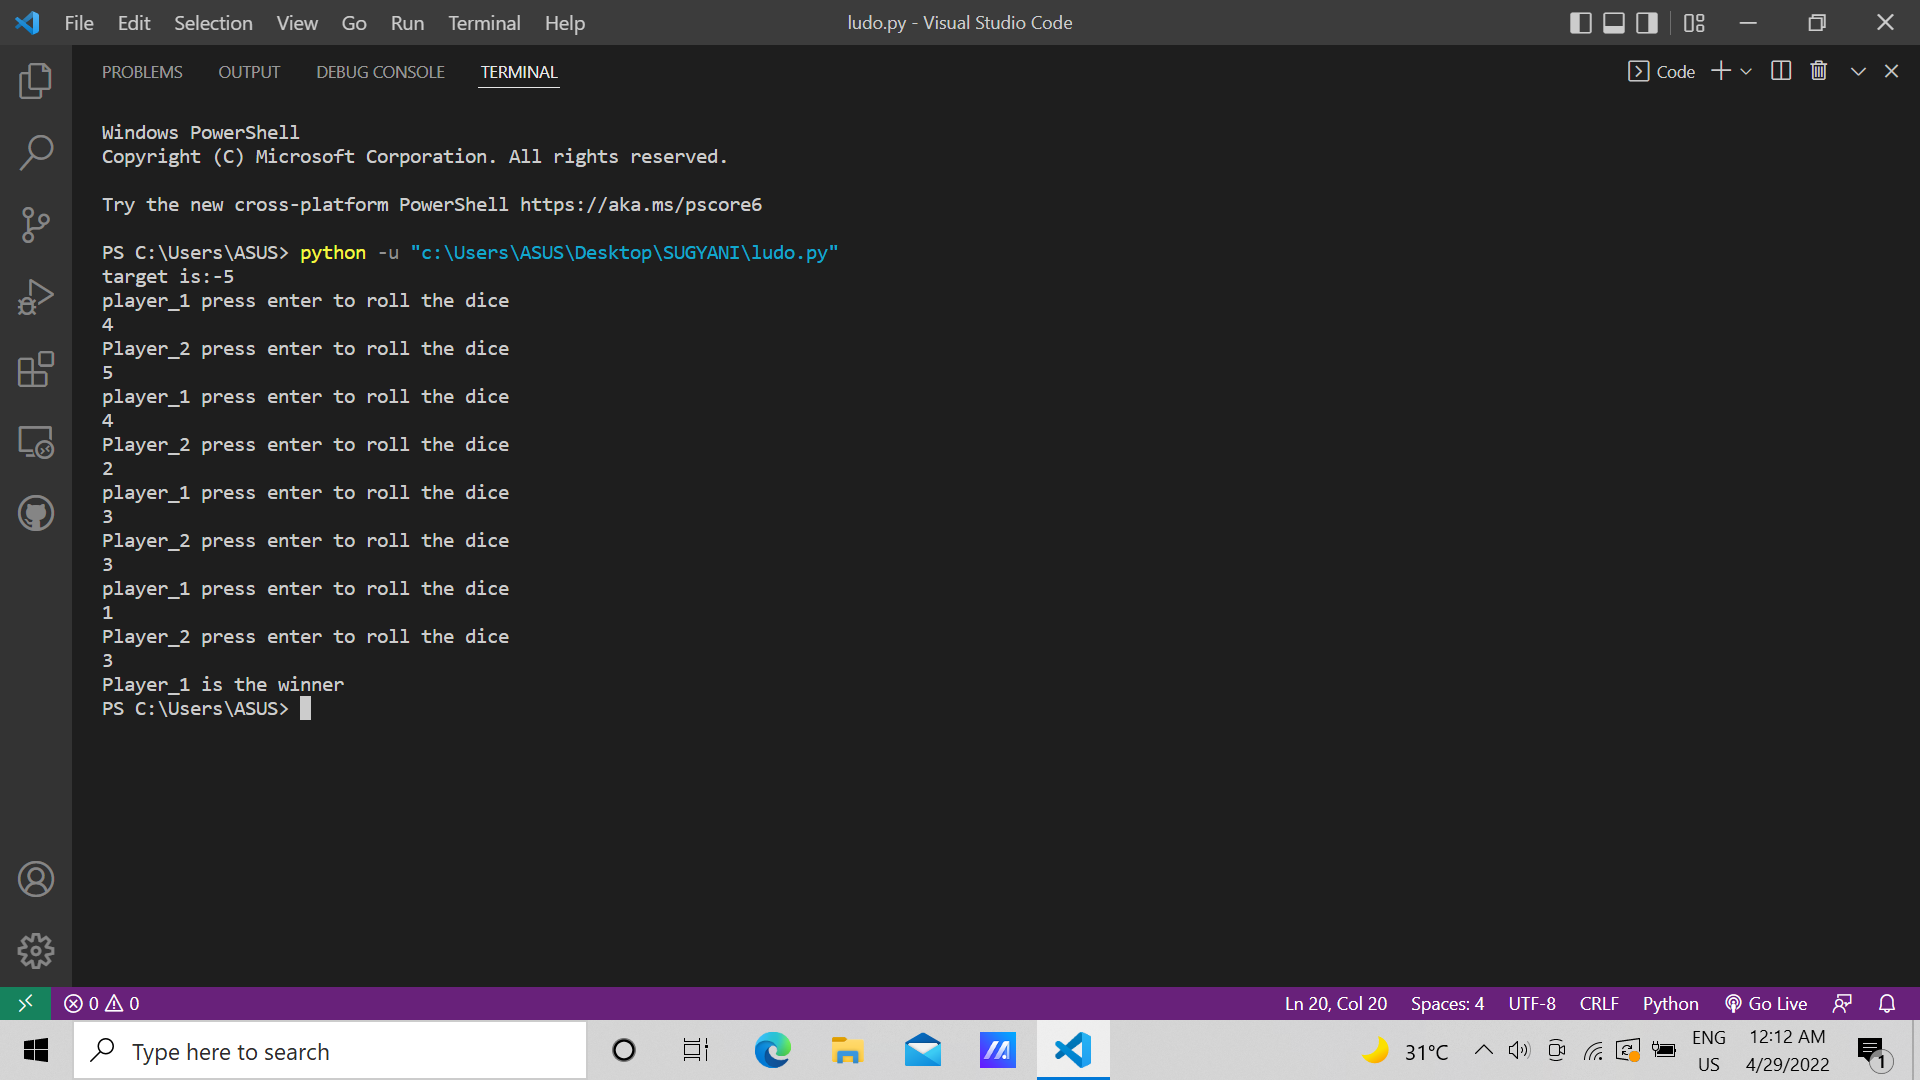 File Edit Selection View Go Run Terminal Help ludo.py - Visual Studio Code
PROBLEMS OUTPUT DEBUG CONSOLE TERMINAL Code
Windows PowerShell
Copyright (C) Microsoft Corporation. All rights reserved.
Try the new cross-platform PowerShell https://aka.ms/pscore6
PS C:\Users\ASUS> python -u "c:\Users\ASUS\Desktop\SUGYANI\ludo.py"
target is:-5
player_1 press enter to roll the dice
4
Player_2 press enter to roll the dice
5
player_1 press enter to roll the dice
4
Player_2 press enter to roll the dice
2
player_1 press enter to roll the dice
3
Player_2 press enter to roll the dice
3
player_1 press enter to roll the dice
1
Player_2 press enter to roll the dice
3
Player_1 is the winner
PS C:\Users\ASUS>
0 0 Ln 20, Col 20 Spaces: 4 UTF-8 CRLF Python Go Live
Type here to search 31°C ENG US 12:12 AM 4/29/2022 1